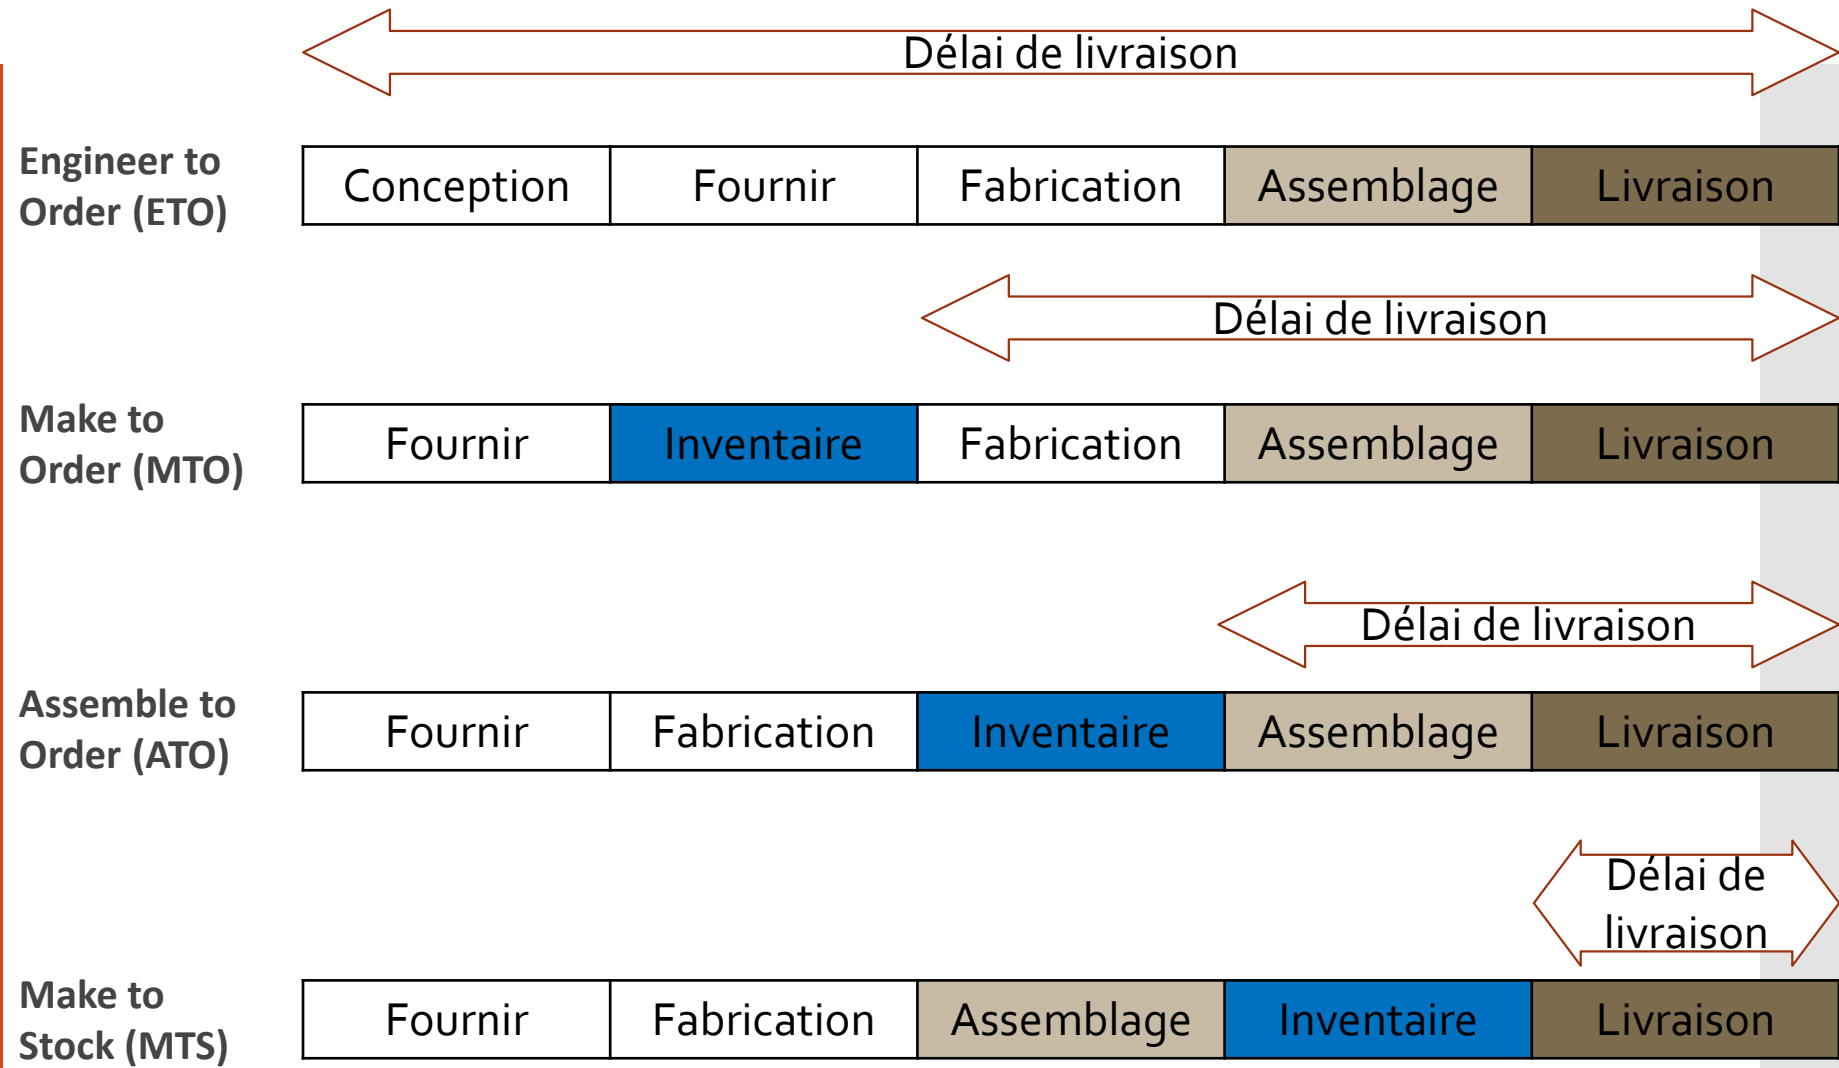 Délai de livraison
Engineer to
Order (ETO)
Conception Fournir Fabrication Assemblage Livraison
Délai de livraison
Make to
Order (MTO)
Fournir Inventaire Fabrication Assemblage Livraison
Délai de livraison
Assemble to
Order (ATO)
Fournir Fabrication Inventaire Assemblage Livraison
Délai de
livraison
Make to
Stock (MTS)
Fournir Fabrication Assemblage Inventaire Livraison